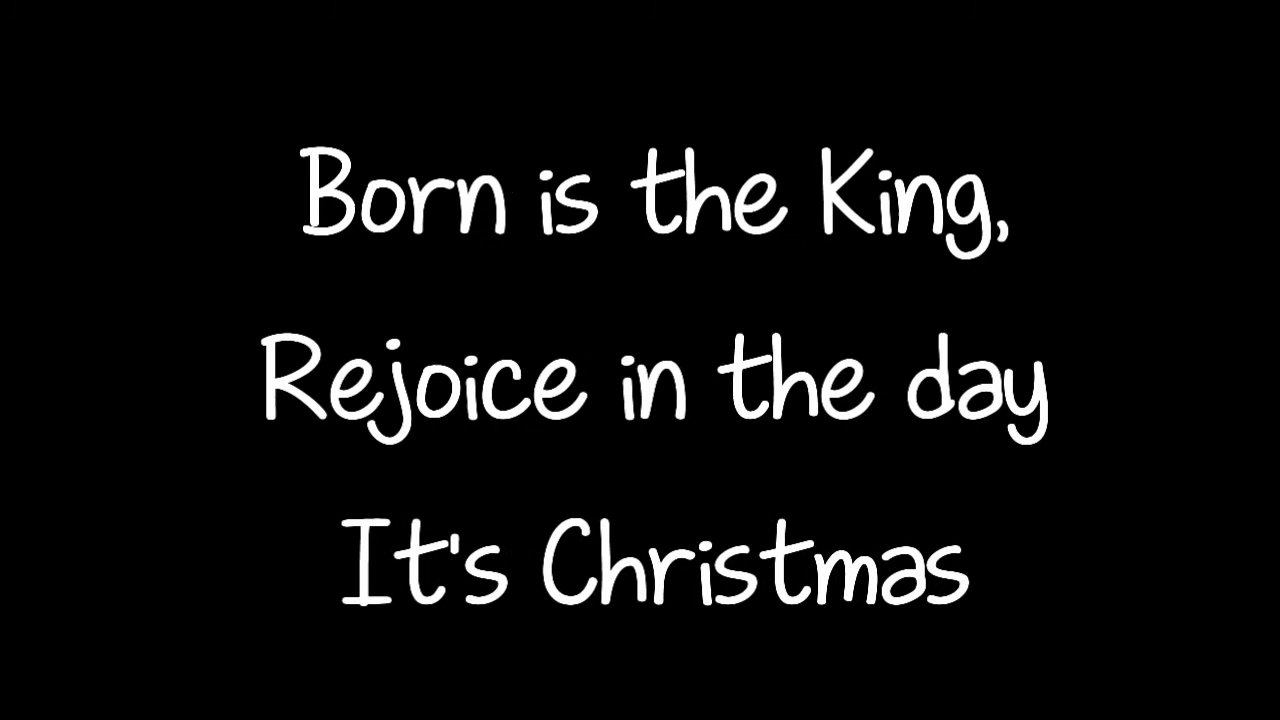 Born is the King,
Rejoice in the day
It's Christmas